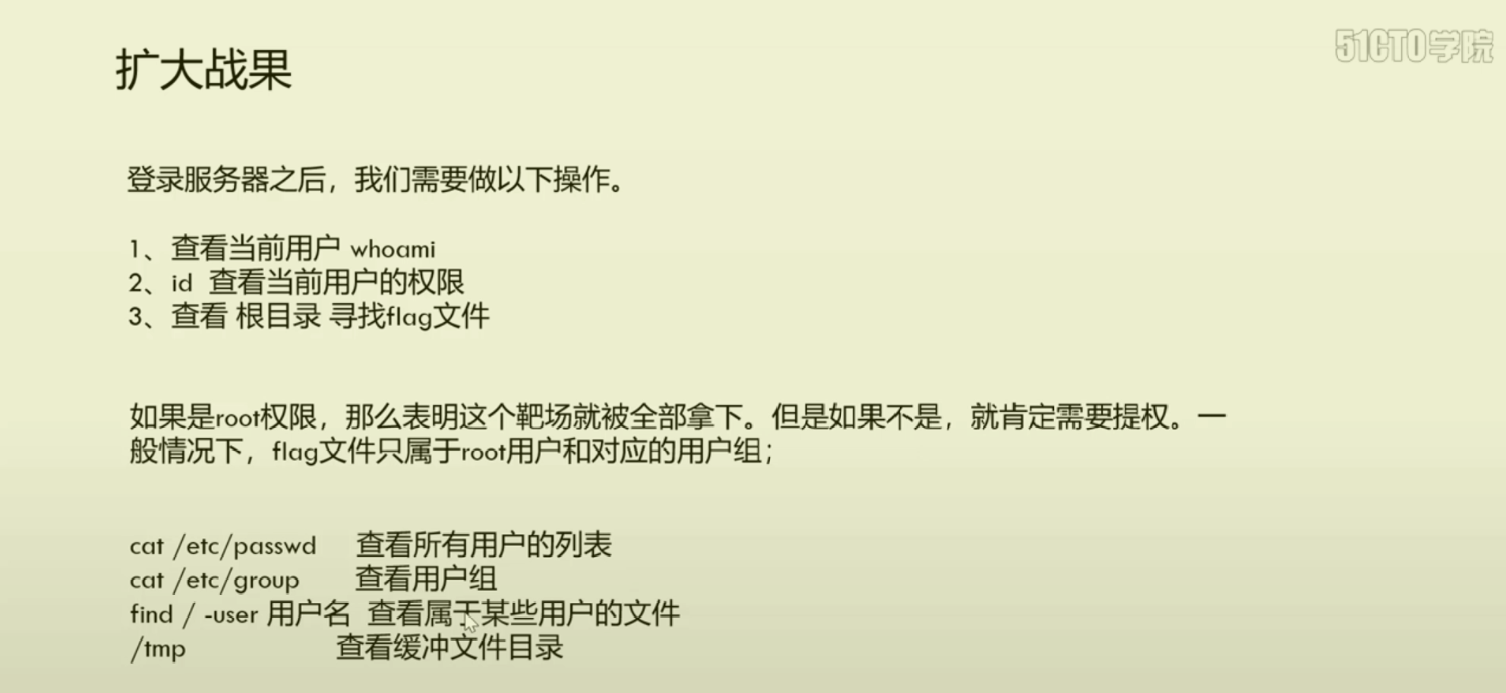 51CTO学院
扩大战果
登录服务器之后，我们需要做以下操作。
1、查看当前用户 whoami
2、id 查看当前用户的权限
3、查看 根目录 寻找flag文件
如果是root权限，那么表明这个靶场就被全部拿下。但是如果不是，就肯定需要提权。一
般情况下，flag文件只属于root用户和对应的用户组；
cat /etc/passwd 查看所有用户的列表
cat /etc/group 查看用户组
find / -user 用户名 查看属于某些用户的文件
/tmp 查看缓冲文件目录